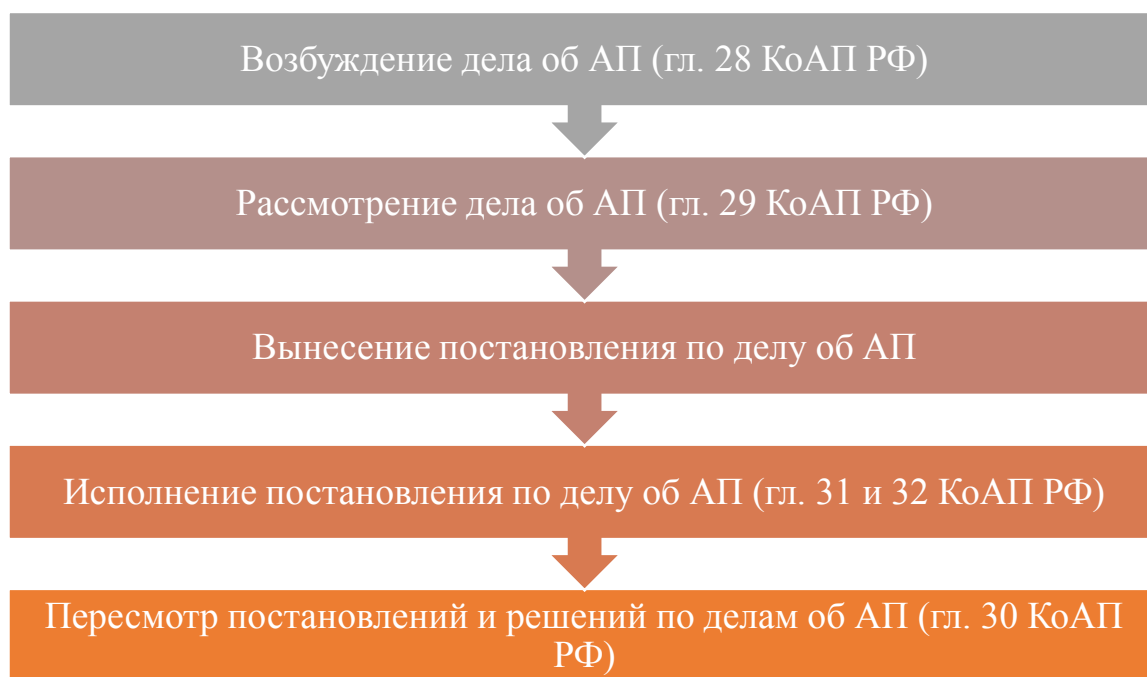 Возбуждение дела об АП (гл. 28 КоАП РФ)
Рассмотрение дела об АП (гл. 29 КоАП РФ)
Вынесение постановления по делу об АП
Исполнение постановления по делу об АП (гл. 31 и 32 КоАП РФ)
Пересмотр постановлений и решений по делам об АП (гл. 30 КоАП
РФ)